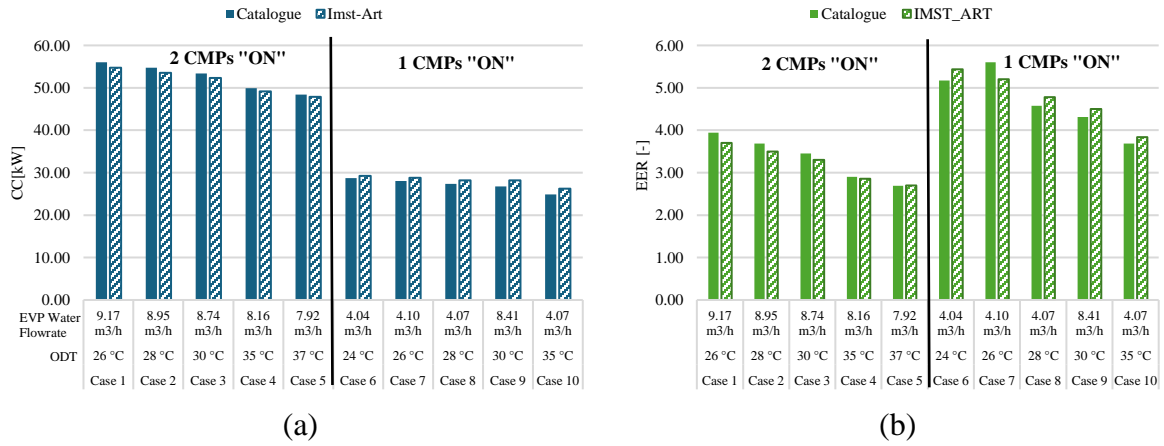 Catalogue Imst-Art
2 CMPs "ON"
1 CMPs "ON"
CC[kW]
60.00
50.00
40.00
30.00
20.00
10.00
0.00
EVP Water Flowrate
9.17 m3/h 8.95 m3/h 8.74 m3/h 8.16 m3/h 7.92 m3/h 4.04 m3/h 4.10 m3/h 4.07 m3/h 8.41 m3/h 4.07 m3/h
ODT 26 °C 28 °C 30 °C 35 °C 37 °C 24 °C 26 °C 28 °C 30 °C 35 °C
Case 1 Case 2 Case 3 Case 4 Case 5 Case 6 Case 7 Case 8 Case 9 Case 10
(a)
Catalogue IMST_ART
2 CMPs "ON"
1 CMPs "ON"
EER [-]
6.00
5.00
4.00
3.00
2.00
1.00
0.00
9.17 m3/h 8.95 m3/h 8.74 m3/h 8.16 m3/h 7.92 m3/h 4.04 m3/h 4.10 m3/h 4.07 m3/h 8.41 m3/h 4.07 m3/h
26 °C 28 °C 30 °C 35 °C 37 °C 24 °C 26 °C 28 °C 30 °C 35 °C
Case 1 Case 2 Case 3 Case 4 Case 5 Case 6 Case 7 Case 8 Case 9 Case 10
(b)